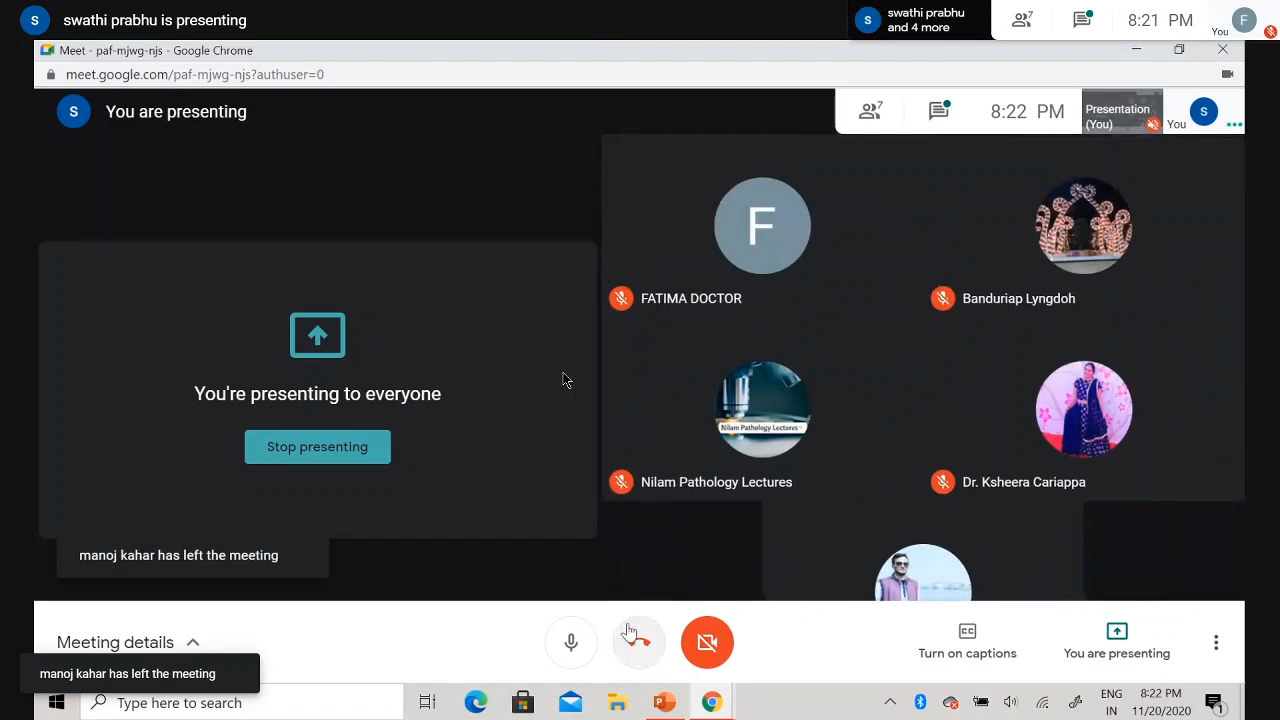 S swathi prabhu is presenting
S swathi prabhu
and 4 more
7
8:21 PM
You
F
Meet - paf-mjwg-njs - Google Chrome
meet.google.com/paf-mjwg-njs?authuser=0
S You are presenting
7
8:22 PM
Presentation
(You)
You
S
F
FATIMA DOCTOR
Banduriap Lyngdoh
You're presenting to everyone
Stop presenting
Nilam Pathology Lectures
Nilam Pathology Lectures
Dr. Ksheera Cariappa
manoj kahar has left the meeting
Meeting details
CC
Turn on captions
You are presenting
manoj kahar has left the meeting
Type here to search
ENG
IN
8:22 PM
11/20/2020
1